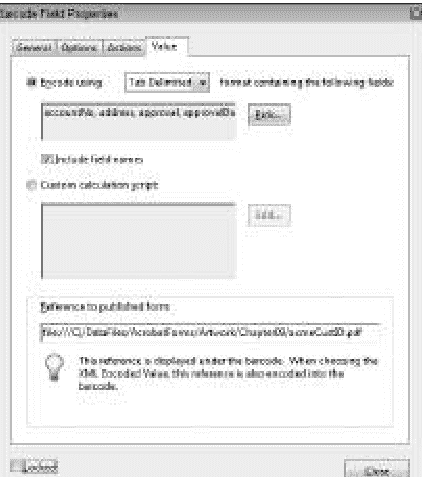 Barcode Field Properties
General Options Actions Value
Encode using: Tab Delimited format containing the following fields:
accountNo, address, approval, approvalDa
Pick...
Include field names
Custom calculation script:
Edit...
Reference to published form:
file:///C|/DataFiles/AcrobatForms/Artwork/Chapter09/acmeCust01.pdf
This reference is displayed under the barcode. When choosing the
XML Encoded Value, this reference is also encoded into the
barcode.
Locked
Close